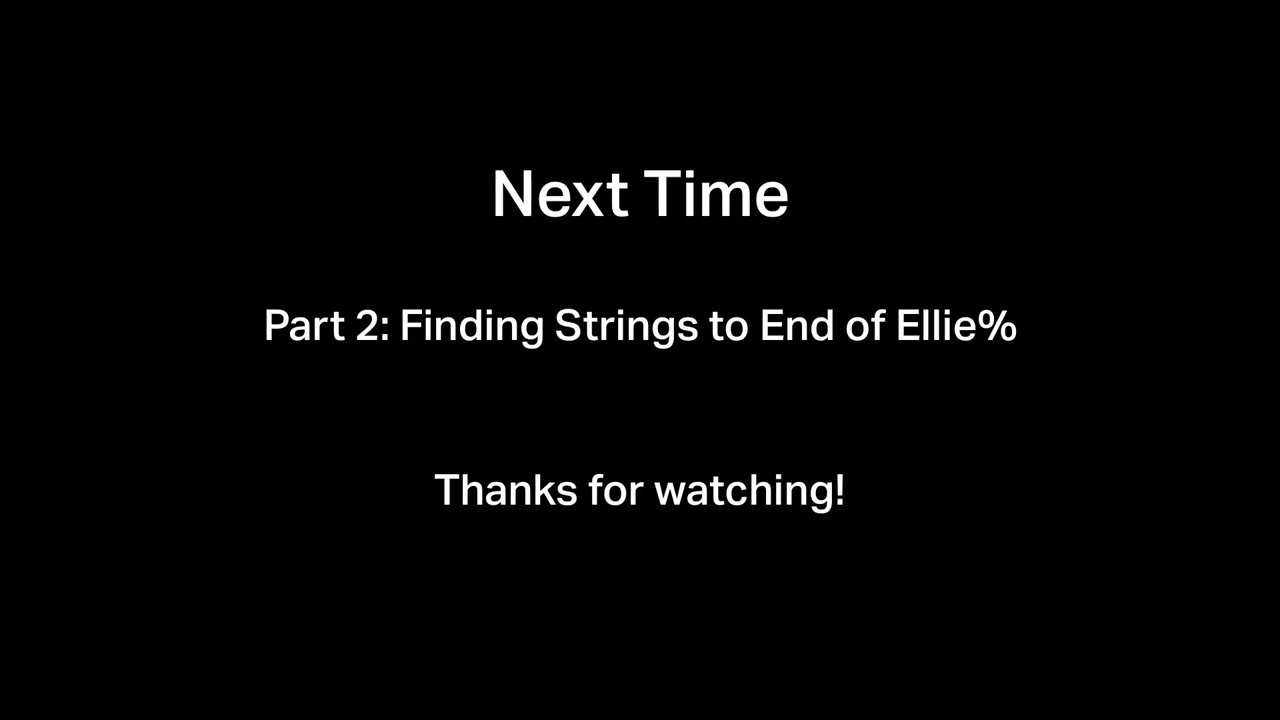 Next Time
Part 2: Finding Strings to End of Ellie%
Thanks for watching!